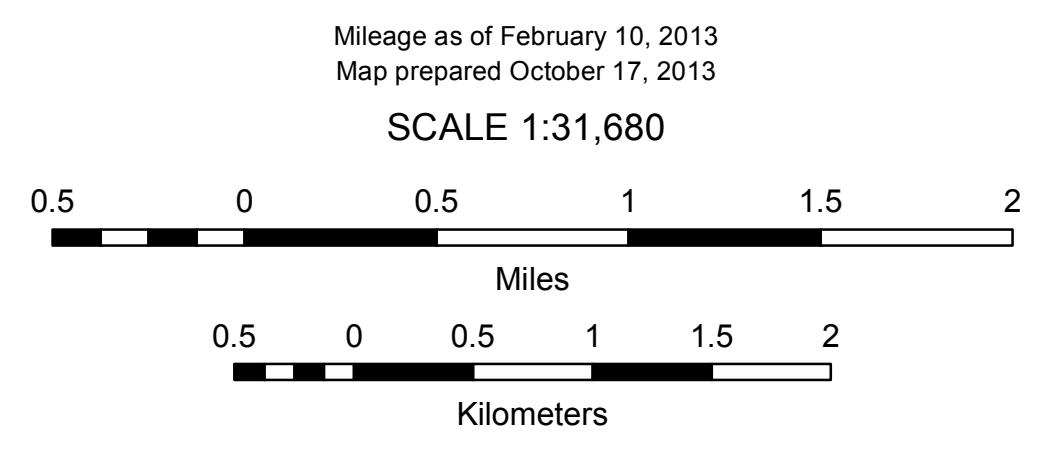 Mileage as of February 10, 2013
Map prepared October 17, 2013
SCALE 1:31,680
0.5 0 0.5 1 1.5 2
Miles
0.5 0 0.5 1 1.5 2
Kilometers